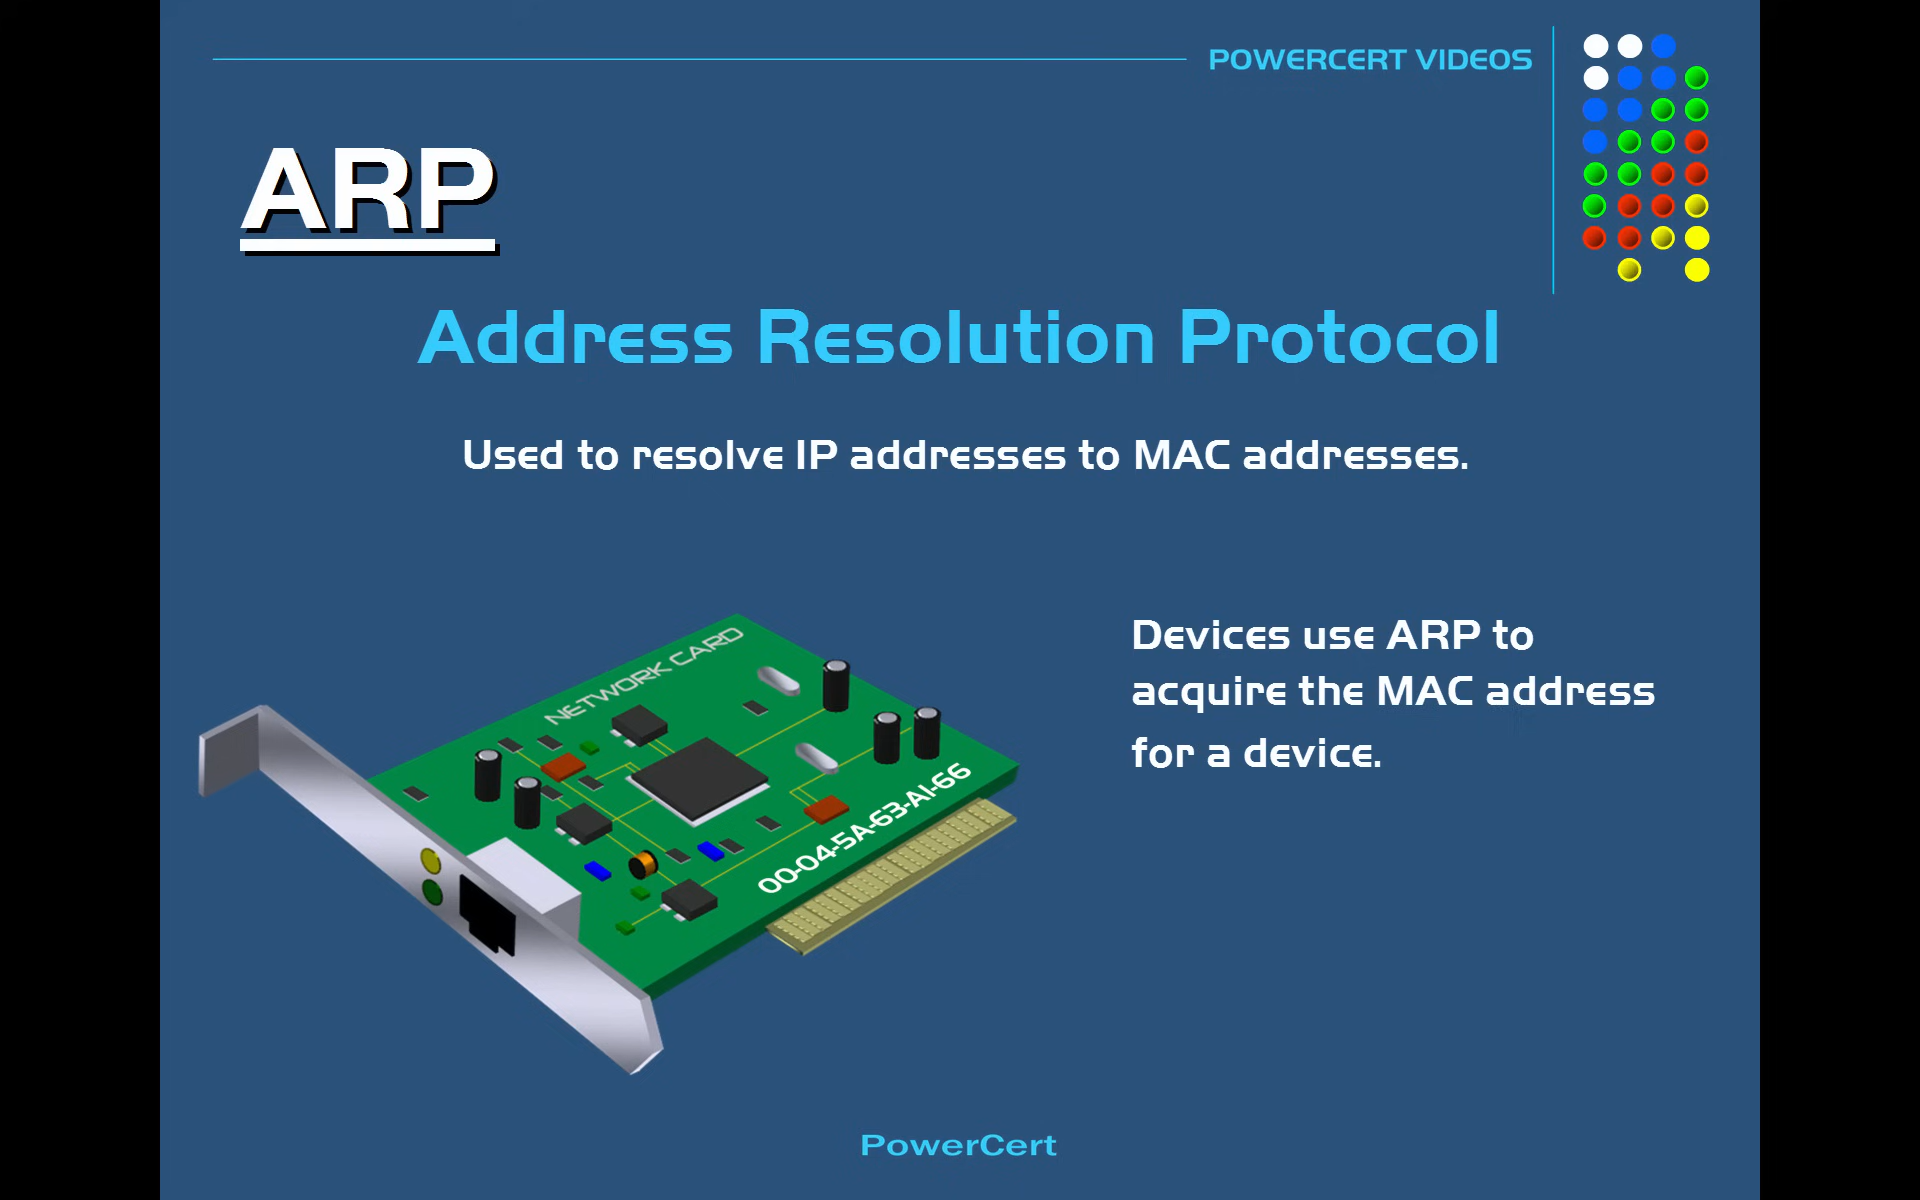 POWERCERT VIDEOS
ARP
Address Resolution Protocol
Used to resolve IP addresses to MAC addresses.
NETWORK CARD
00-04-5A-63-A1-66
Devices use ARP to
acquire the MAC address
for a device.
PowerCert